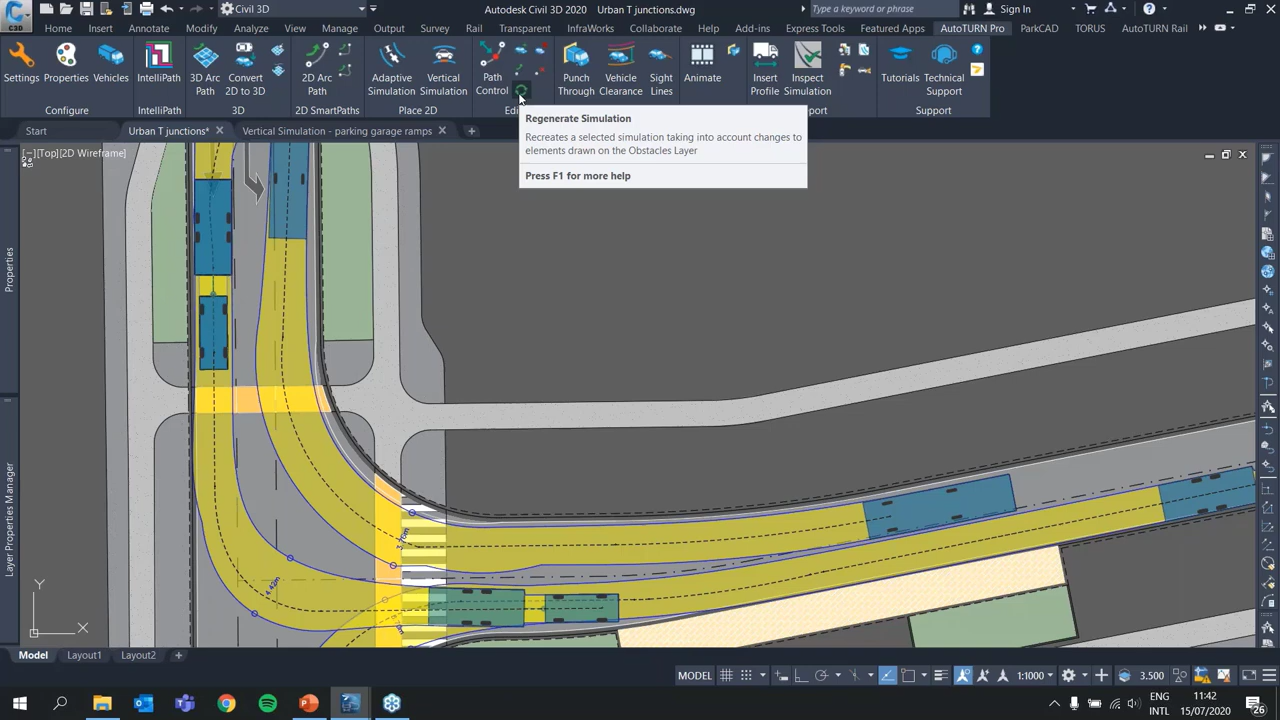 C3D
Civil 3D
Autodesk Civil 3D 2020 Urban T junctions.dwg
Type a keyword or phrase
Sign In
Home
Insert
Annotate
Modify
Analyze
View
Manage
Output
Survey
Rail
Transparent
InfraWorks
Collaborate
Help
Add-ins
Express Tools
Featured Apps
AutoTURN Pro
ParkCAD
TORUS
AutoTURN Rail
Settings
Properties
Vehicles
IntelliPath
3D Arc
Path
Convert
2D to 3D
2D Arc
Path
Adaptive
Simulation
Vertical
Simulation
Path
Control
Punch
Through
Vehicle
Clearance
Sight
Lines
Animate
Insert
Profile
Inspect
Simulation
Tutorials
Technical
Support
Configure
INTELLIPATH
3D
2D SmartPaths
Place 2D
Edi
port
Support
Start
Urban T junctions*
Vertical Simulation - parking garage ramps
Regenerate Simulation
Recreates a selected simulation taking into account changes to
elements drawn on the Obstacles Layer
Press F1 for more help
[-][Top][2D Wireframe]
Properties
Layer Properties Manager
4.42m
Y
X
Model
Layout1
Layout2
MODEL
1:1000
3.500
ENG
INTL
11:42
15/07/2020
26